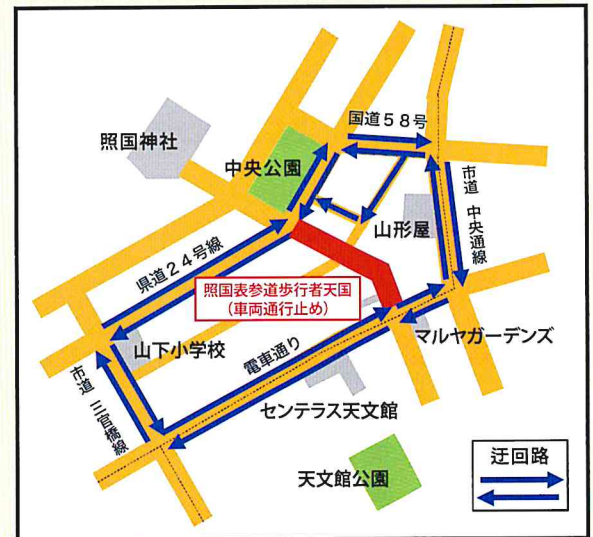 国道58号
照国神社
中央公園
市道 中央通線
山形屋
県道24号線
照国表参道歩行者天国
（車両通行止め）
マルヤガーデンズ
山下小学校
電車通り
市道 三官橋線
センテラス天文館
迂回路
天文館公園